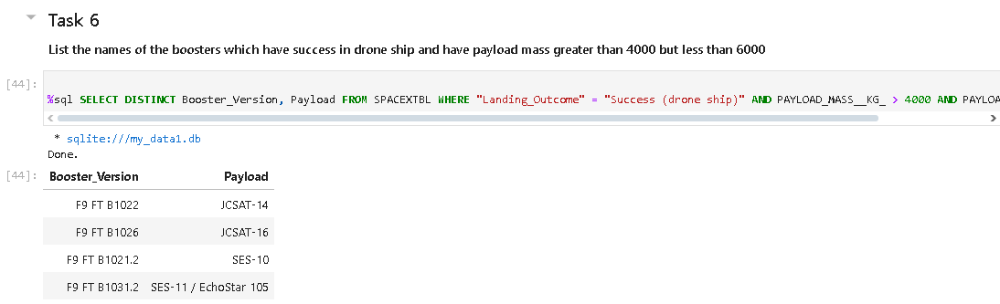 Task 6
List the names of the boosters which have success in drone ship and have payload mass greater than 4000 but less than 6000
[44]:
%sql SELECT DISTINCT Booster_Version, Payload FROM SPACEXTBL WHERE "Landing_Outcome" = "Success (drone ship)" AND PAYLOAD_MASS__KG_ > 4000 AND PAYLOA
* sqlite:///my_data1.db
Done.
[44]: Booster_Version Payload
F9 FT B1022 JCSAT-14
F9 FT B1026 JCSAT-16
F9 FT B1021.2 SES-10
F9 FT B1031.2 SES-11 / EchoStar 105